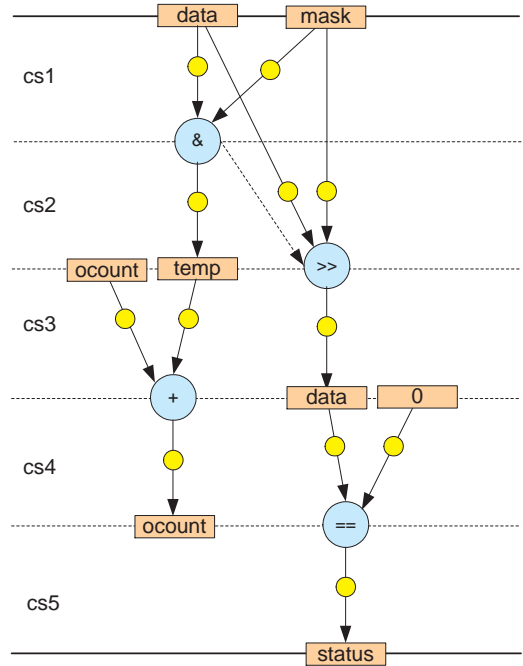 data mask
cs1
&
cs2
ocount temp >>
cs3
+ data 0
cs4
ocount ==
cs5
status